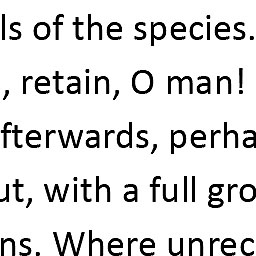 ls of the species.
, retain, O man!
fterwards, perha
ut, with a full gro
ns. Where unrec